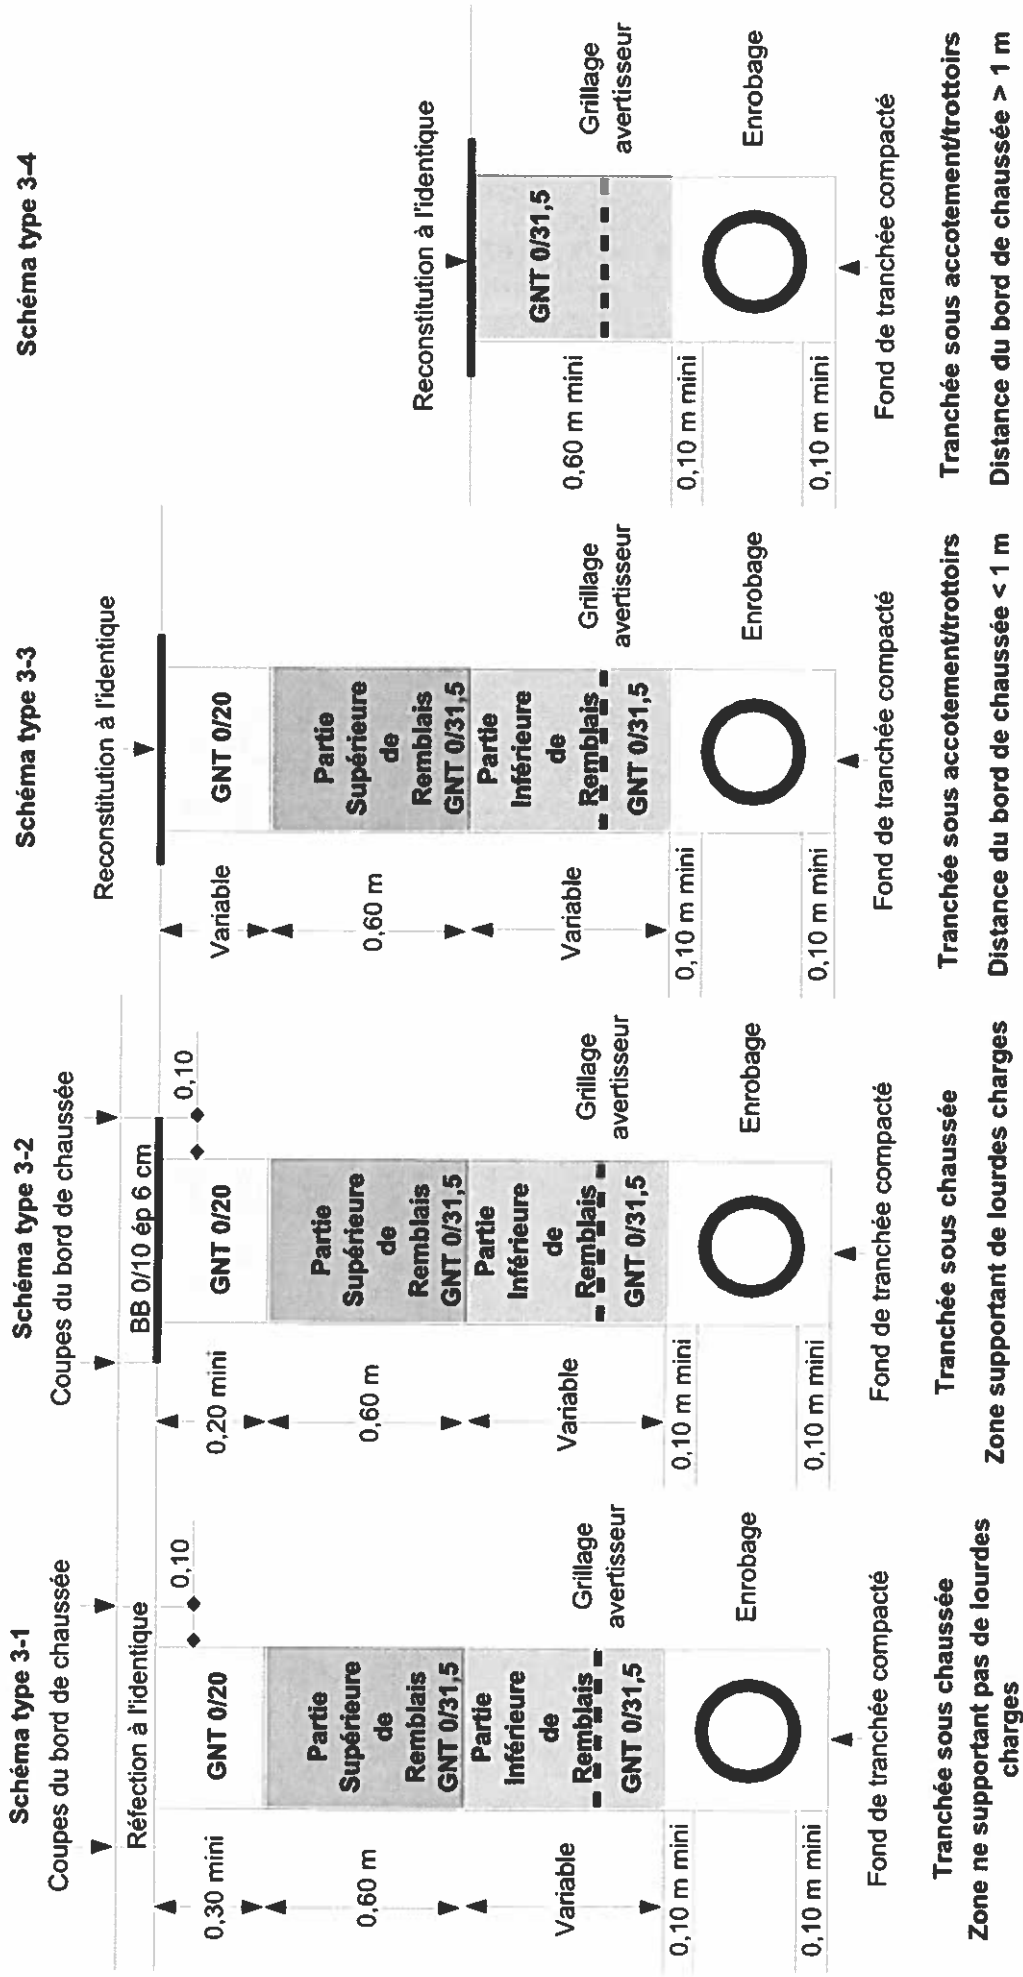 Schéma type 3-1
Coupes du bord de chaussée
Réfection à l'identique
0,10
0,30 mini
GNT 0/20
0,60 m
Partie
Supérieure
de
Remblais
GNT 0/31,5
Variable
Partie
Inférieure
de
Remblais
GNT 0/31,5
Grillage
avertisseur
0,10 m mini
Enrobage
0,10 m mini
Fond de tranchée compacté
Tranchée sous chaussée
Zone ne supportant pas de lourdes
charges
Schéma type 3-2
Coupes du bord de chaussée
BB 0/10 ép 6 cm
0,10
0,20 mini
GNT 0/20
0,60 m
Partie
Supérieure
de
Remblais
GNT 0/31,5
Variable
Partie
Inférieure
de
Remblais
GNT 0/31,5
Grillage
avertisseur
0,10 m mini
Enrobage
0,10 m mini
Fond de tranchée compacté
Tranchée sous chaussée
Zone supportant de lourdes charges
Schéma type 3-3
Reconstitution à l'identique
Variable
GNT 0/20
0,60 m
Partie
Supérieure
de
Remblais
GNT 0/31,5
Variable
Partie
Inférieure
de
Remblais
GNT 0/31,5
Grillage
avertisseur
0,10 m mini
Enrobage
0,10 m mini
Fond de tranchée compacté
Tranchée sous accotement/trottoirs
Distance du bord de chaussée < 1 m
Schéma type 3-4
Reconstitution à l'identique
0,60 m mini
GNT 0/31,5
Grillage
avertisseur
0,10 m mini
Enrobage
0,10 m mini
Fond de tranchée compacté
Tranchée sous accotement/trottoirs
Distance du bord de chaussée > 1 m